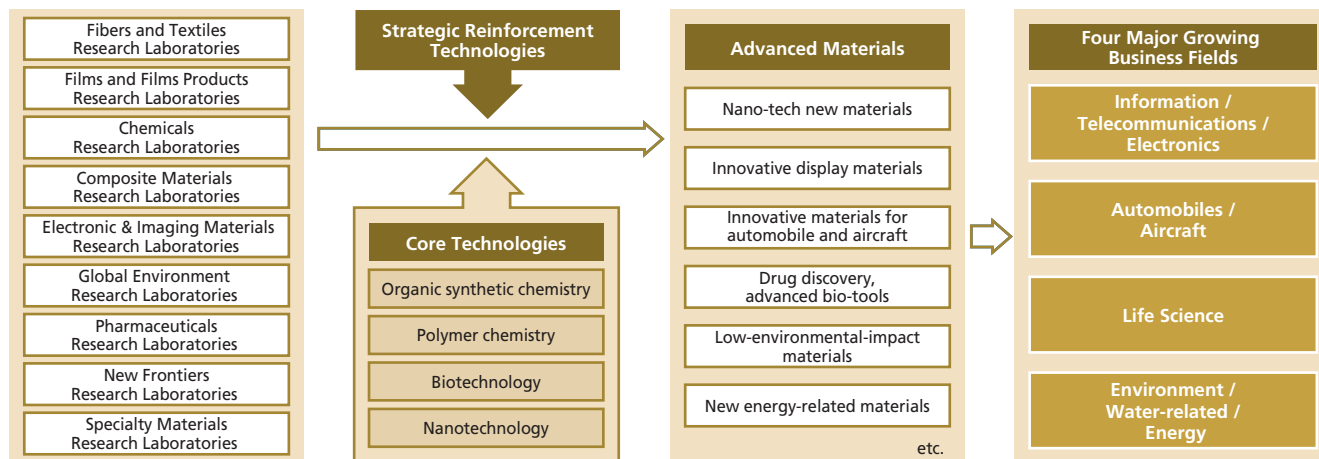 Fibers and Textiles
Research Laboratories
Films and Films Products
Research Laboratories
Chemicals
Research Laboratories
Composite Materials
Research Laboratories
Electronic & Imaging Materials
Research Laboratories
Global Environment
Research Laboratories
Pharmaceuticals
Research Laboratories
New Frontiers
Research Laboratories
Specialty Materials
Research Laboratories
Strategic Reinforcement
Technologies
Core Technologies
Organic synthetic chemistry
Polymer chemistry
Biotechnology
Nanotechnology
Advanced Materials
Nano-tech new materials
Innovative display materials
Innovative materials for
automobile and aircraft
Drug discovery,
advanced bio-tools
Low-environmental-impact
materials
New energy-related materials
etc.
Four Major Growing
Business Fields
Information /
Telecommunications /
Electronics
Automobiles /
Aircraft
Life Science
Environment /
Water-related /
Energy